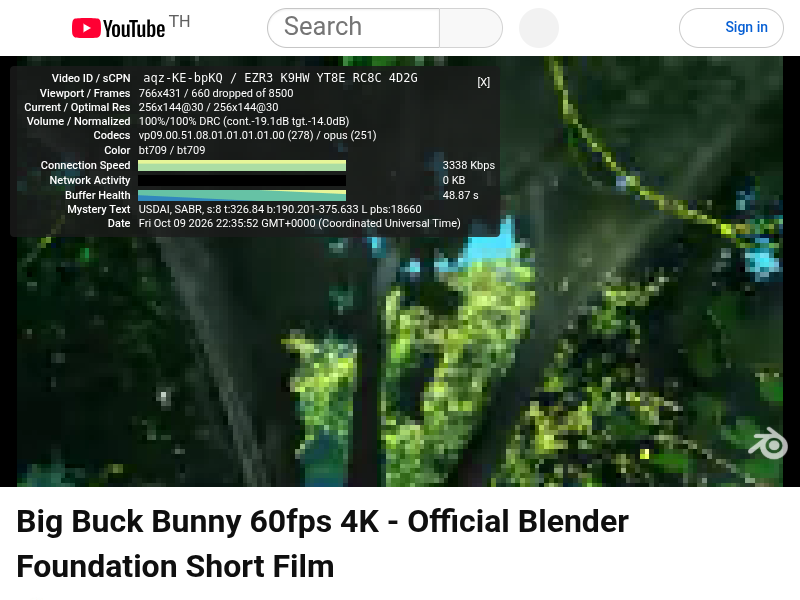 YouTube TH
Search
Sign in
Video ID / sCPN aqz-KE-bpKQ / EZR3 K9HW YT8E RC8C 4D2G
[X]
Viewport / Frames 766x431 / 660 dropped of 8500
Current / Optimal Res 256x144@30 / 256x144@30
Volume / Normalized 100%/100% DRC (cont.-19.1dB tgt.-14.0dB)
Codecs vp09.00.51.08.01.01.01.01.00 (278) / opus (251)
Color bt709 / bt709
Connection Speed 3338 Kbps
Network Activity 0 KB
Buffer Health 48.87 s
Mystery Text USDAI, SABR, s:8 t:326.84 b:190.201-375.633 L pbs:18660
Date Fri Oct 09 2026 22:35:52 GMT+0000 (Coordinated Universal Time)
Big Buck Bunny 60fps 4K - Official Blender
Foundation Short Film